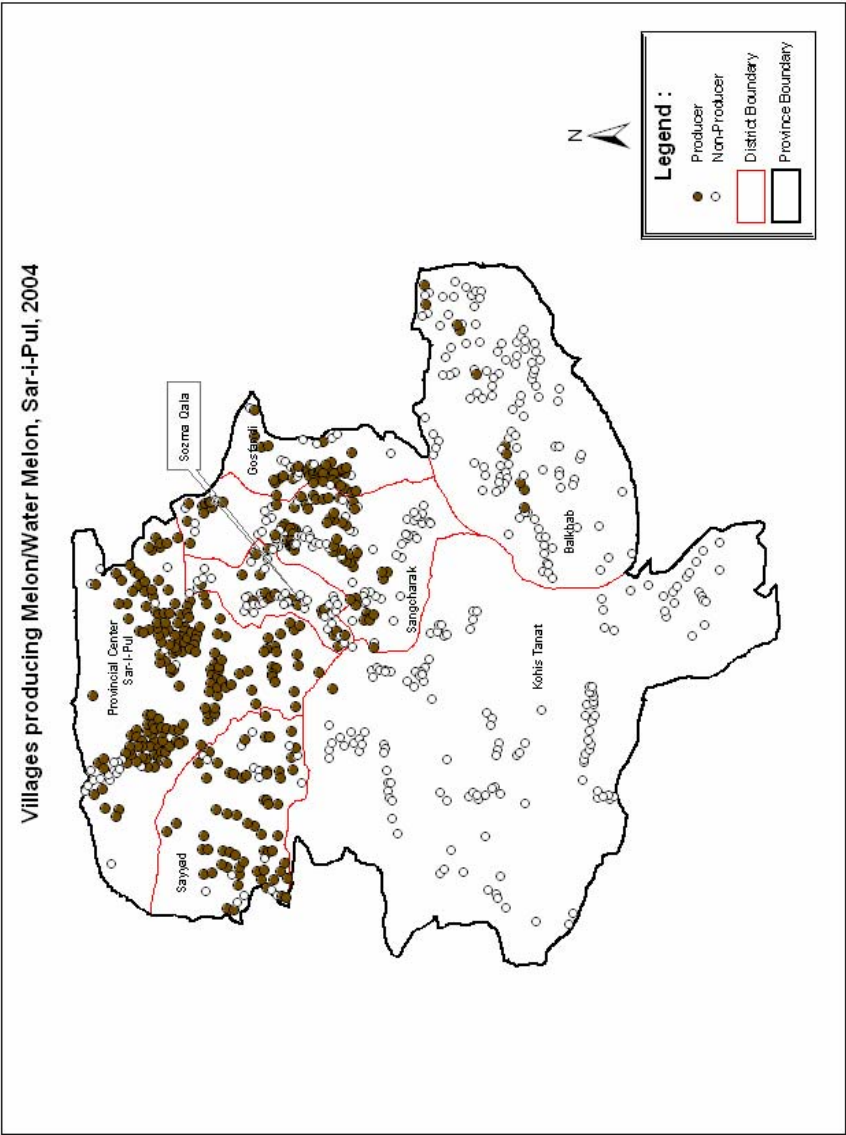 Villages producing Melon/Water Melon, Sar-i-Pul, 2004
Provincial Center
Sar-I-Pul
Sayyad
Gostandi
Sozma Qala
Sangcharak
Kohis Tanat
Balkhab
N
Legend :
Producer
Non-Producer
District Boundary
Province Boundary